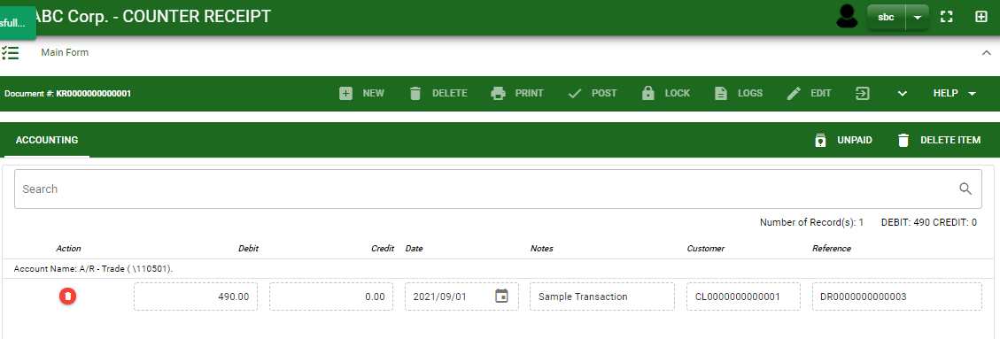 sfull...
ABC Corp. - COUNTER RECEIPT
sbc
Main Form
Document #: KR0000000000001
NEW
DELETE
PRINT
POST
LOCK
LOGS
EDIT
HELP
ACCOUNTING
UNPAID
DELETE ITEM
Search
Number of Record(s): 1 DEBIT: 490 CREDIT: 0
Action Debit Credit Date Notes Customer Reference
Account Name: A/R - Trade ( \110501).
490.00 0.00 2021/09/01 Sample Transaction CL0000000000001 DR0000000000003